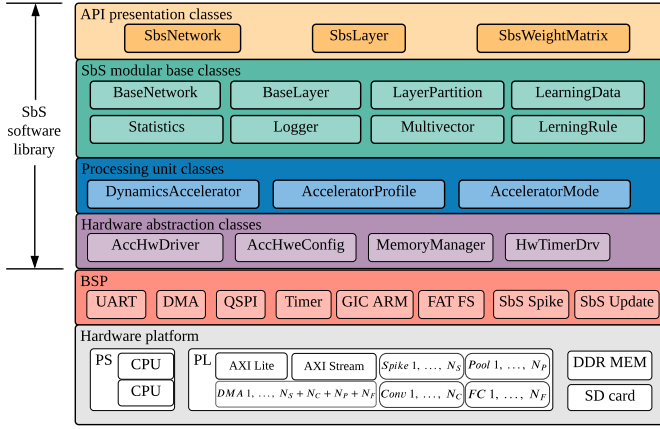 API presentation classes
SbsNetwork SbsLayer SbsWeightMatrix
SbS modular base classes
BaseNetwork BaseLayer LayerPartition LearningData
Statistics Logger Multivector LerningRule
SbS
software
library
Processing unit classes
DynamicsAccelerator AcceleratorProfile AcceleratorMode
Hardware abstraction classes
AccHwDriver AccHweConfig MemoryManager HwTimerDrv
BSP
UART DMA QSPI Timer GIC ARM FAT FS SbS Spike SbS Update
Hardware platform
PS CPU PL AXI Lite AXI Stream Spike 1, …, N_S Pool 1, …, N_P DDR MEM
CPU DMA 1, …, N_S + N_C + N_P + N_F Conv 1, …, N_C FC 1, …, N_F SD card